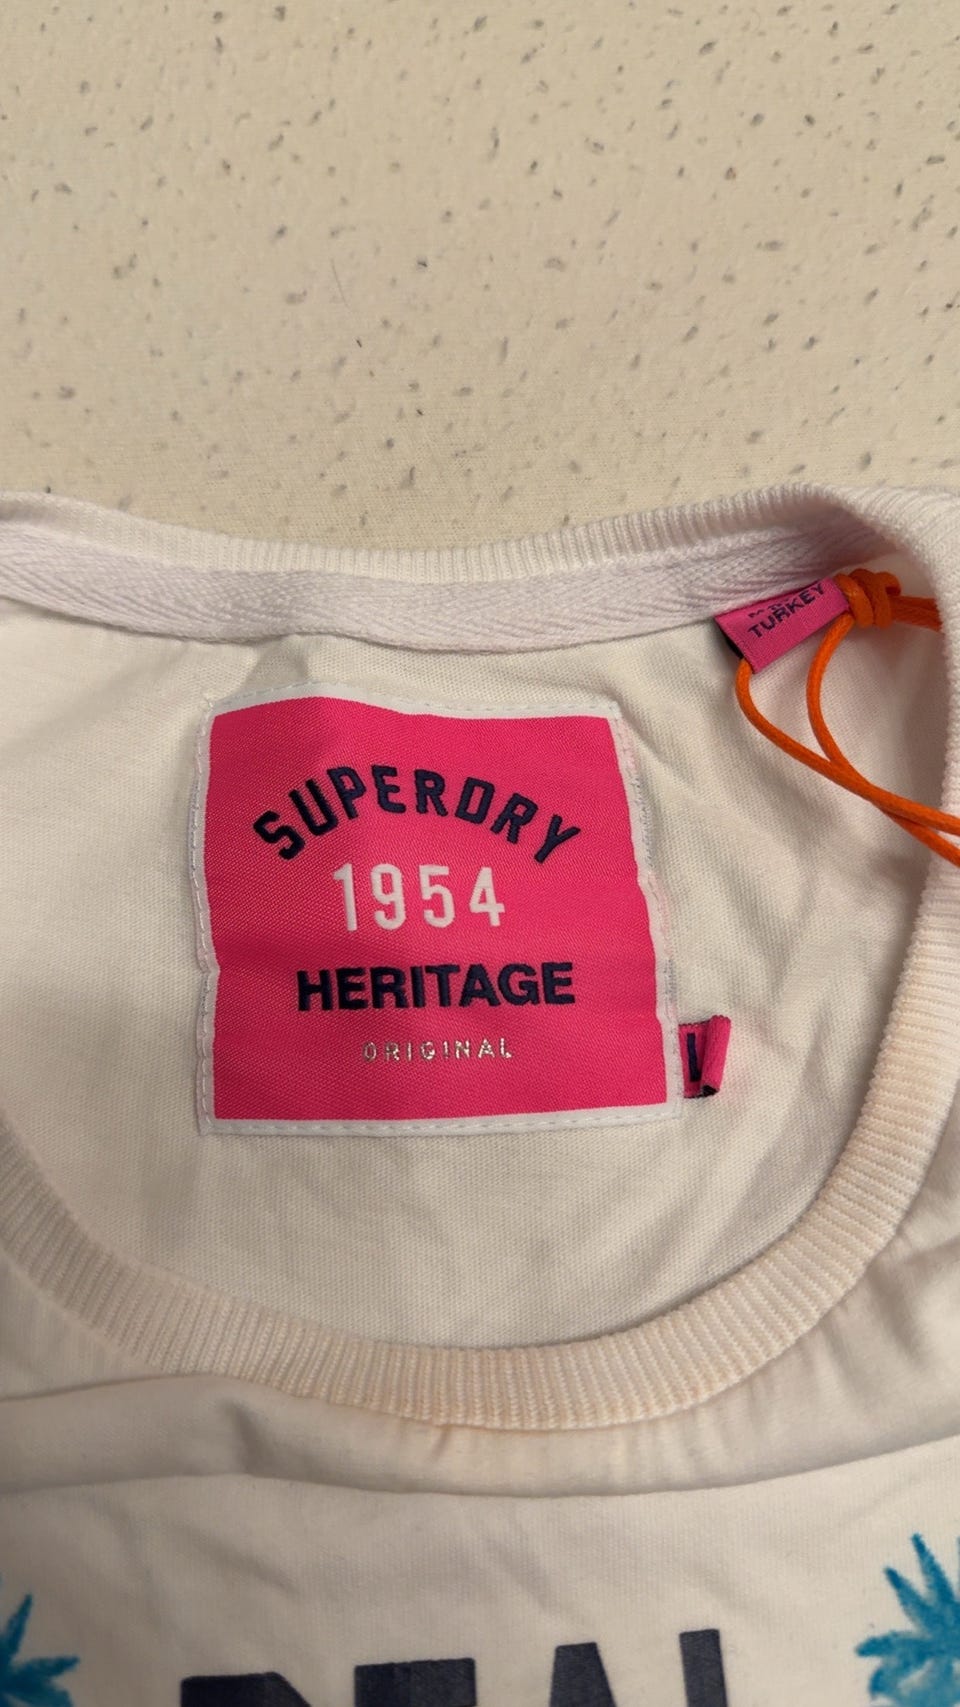 TURKEY
SUPERDRY
1954
HERITAGE
ORIGINAL